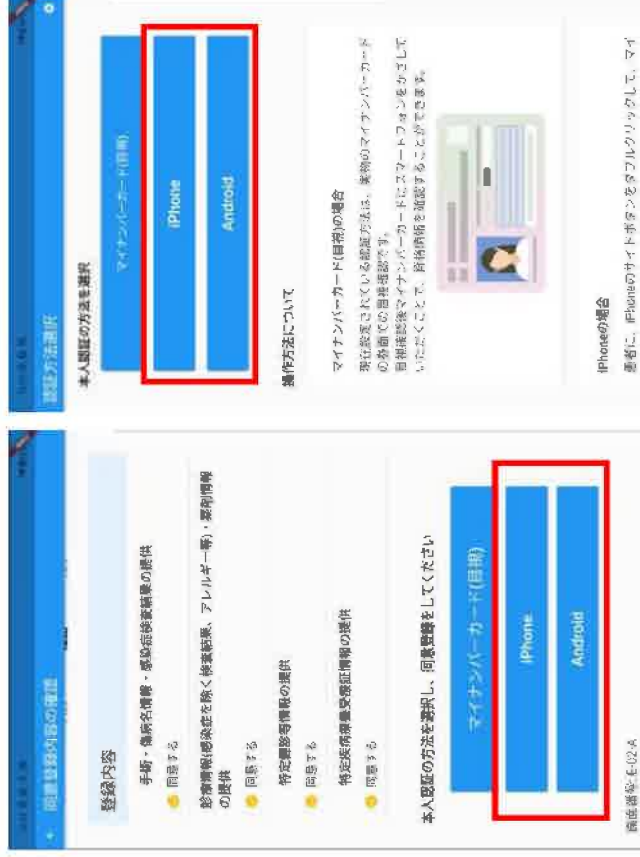 同意登録内容の確認
登録内容
手術・傷病名情報・感染症検査結果の提供
同意する
診療情報(感染症を除く検査結果、アレルギー等)・薬剤情報
の提供
同意する
特定健診等情報の提供
同意する
特定疾病療養受療証情報の提供
同意する
本人認証の方法を選択し、同意登録をしてください
マイナンバーカード(目視)
iPhone
Android
画面番号:E-02-A
認証方法選択
本人認証の方法を選択
マイナンバーカード(目視)
iPhone
Android
操作方法について
マイナンバーカード(目視)の場合
現在設定されている認証方法は、実物のマイナンバーカード
の券面での目視確認です。
目視確認後マイナンバーカードにスマートフォンをかざして
いただくことで、資格情報を確認することができます。
iPhoneの場合
患者に、iPhoneのサイドボタンをダブルクリックして、マイ